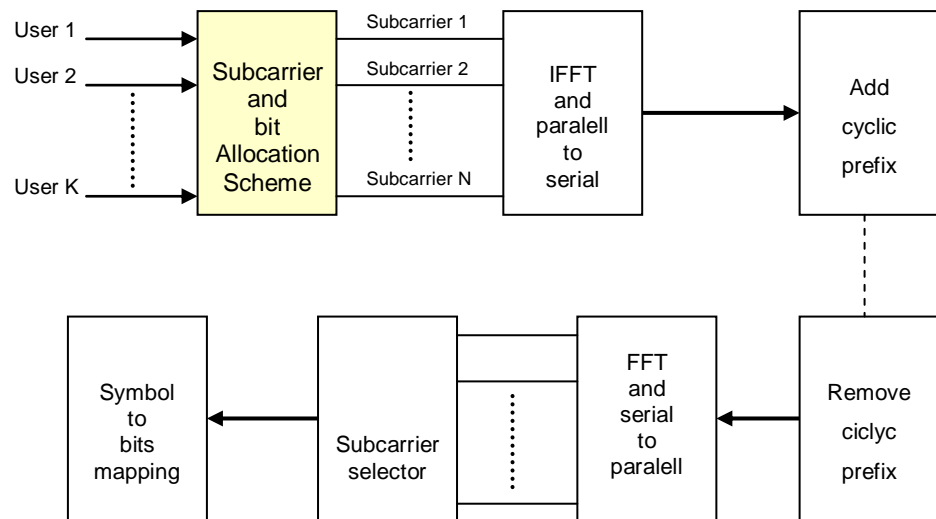 User 1
User 2
User K
Subcarrier
and
bit
Allocation
Scheme
Subcarrier 1
Subcarrier 2
Subcarrier N
IFFT
and
paralell
to
serial
Add
cyclic
prefix
Symbol
to
bits
mapping
Subcarrier
selector
FFT
and
serial
to
paralell
Remove
ciclyc
prefix